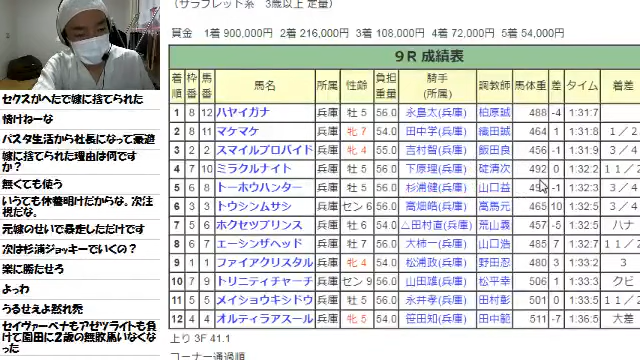 (サラブレッド系 3歳以上 定量)
賞金 1着 900,000円 2着 216,000円 3着 108,000円 4着 72,000円 5着 54,000円
9R 成績表
着順 枠番 馬番 馬名 所属 性齢 負担重量 騎手(所属) 調教師 馬体重 差 タイム 着差
1 8 12 ハヤイガナ 兵庫 牡 5 56.0 永島太(兵庫) 柏原誠 488 -4 1:31.7
2 8 11 マケマケ 兵庫 牝 7 54.0 田中学(兵庫) 織田誠 464 1 1:31.8 1/2
3 2 2 スマイルプロバイド 兵庫 牝 4 55.0 吉村智(兵庫) 飯田良 456 -1 1:31.9 3/4
4 7 10 ミラクルナイト 兵庫 牡 5 56.0 下原理(兵庫) 碇清次 492 0 1:32.2 11/2
5 6 8 トーホウハンター 兵庫 牡 5 56.0 杉浦健(兵庫) 山口益 -1 1:32.3 3/4
6 3 3 トウシンムサシ 兵庫 セン 6 56.0 高畑皓(兵庫) 高馬元 465 10 1:32.5 3/4
7 5 6 ホクセツプリンス 兵庫 牡 5 54.0 △田村直(兵庫) 荒山義 457 -5 1:32.5 ハナ
8 6 7 エーシンザヘッド 兵庫 牡 5 56.0 大柿一(兵庫) 山口浩 485 7 1:32.7 11/
9 1 1 ファイアクリスタル 兵庫 牝 4 54.0 松浦政(兵庫) 野田忍 480 3 1:33.2 3
10 7 9 トリニティチャーチ 兵庫 セン 9 56.0 山田雄(兵庫) 松平幸 506 1 1:33.3 クビ
11 5 5 メイショウキシドウ 兵庫 牡 5 56.0 永井孝(兵庫) 田村彰 501 0 1:33.5 1
12 4 4 オルティラアスール 兵庫 牝 5 54.0 笹田知(兵庫) 田中範 511 -7 1:36.5 大差
上り 3F 41.1
コーナー通過順
セクスがへたで嫁に捨てられた
情けねーな
パスタ生活から社長になって豪遊
嫁に捨てられた理由は何ですか?
無くても使う
いうても休養明けだからな。次注視だな。
元嫁のせいで暴走しただけです
次は杉浦ジョッキーでいくの?
楽に勝たせろ
よっわ
うるせえよ黙れ禿
セイヴァーベナもアゼツライトも負けて園田に2歳の無敗馬いなくなった